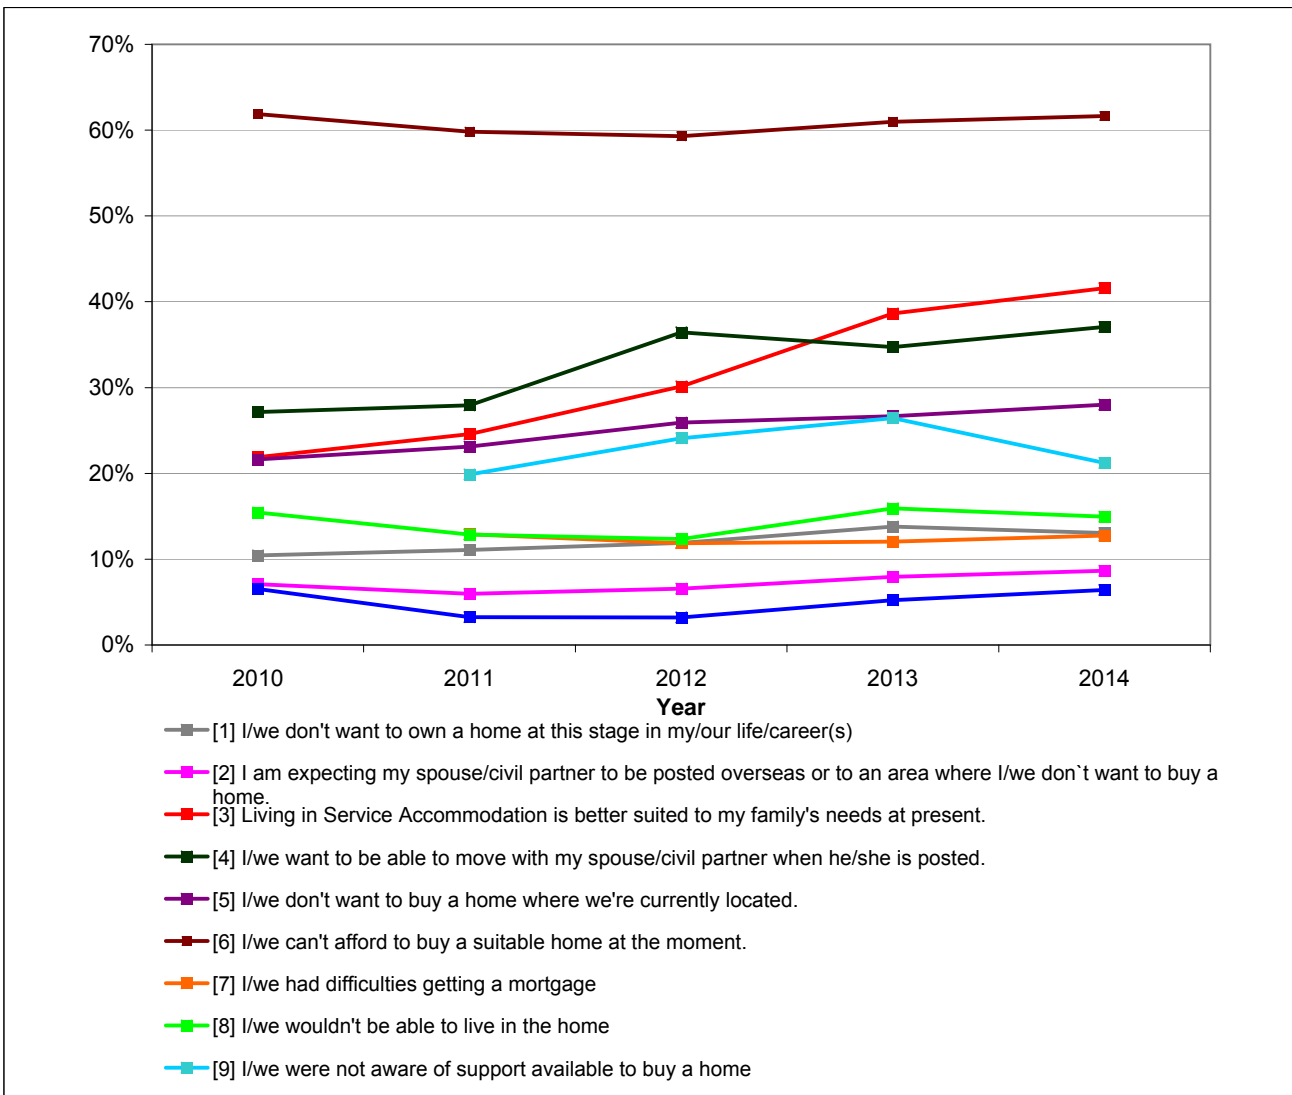 70%
60%
50%
40%
30%
20%
10%
0%
2010 2011 2012 2013 2014
Year
[1] I/we don't want to own a home at this stage in my/our life/career(s)
[2] I am expecting my spouse/civil partner to be posted overseas or to an area where I/we don`t want to buy a
home.
[3] Living in Service Accommodation is better suited to my family's needs at present.
[4] I/we want to be able to move with my spouse/civil partner when he/she is posted.
[5] I/we don't want to buy a home where we're currently located.
[6] I/we can't afford to buy a suitable home at the moment.
[7] I/we had difficulties getting a mortgage
[8] I/we wouldn't be able to live in the home
[9] I/we were not aware of support available to buy a home